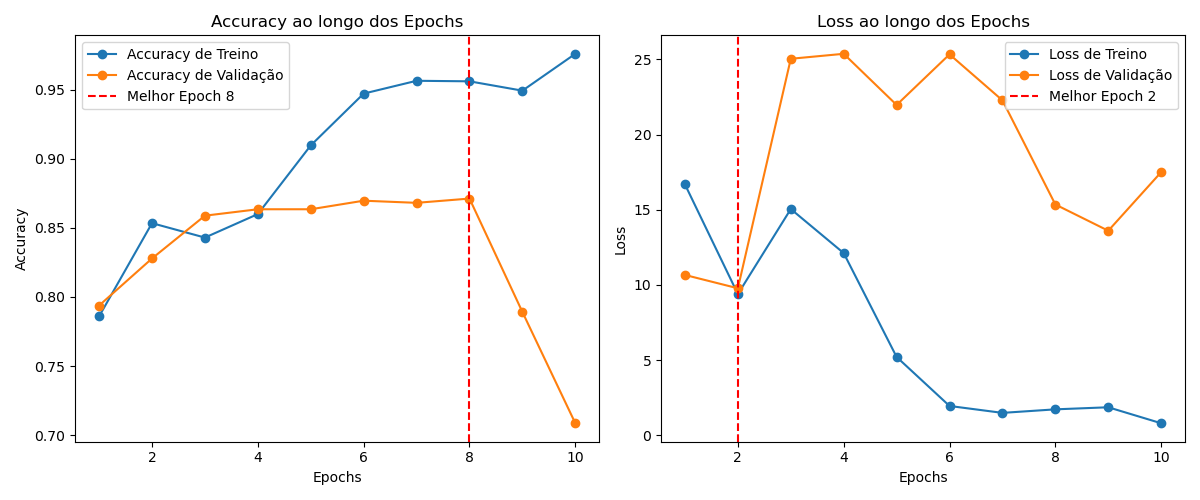 Accuracy ao longo dos Epochs
Accuracy de Treino
Accuracy de Validação
Melhor Epoch 8
0.95
0.90
0.85
0.80
0.75
0.70
Accuracy
2
4
6
8
10
Epochs
Loss ao longo dos Epochs
Loss de Treino
Loss de Validação
Melhor Epoch 2
25
20
15
10
5
0
Loss
2
4
6
8
10
Epochs